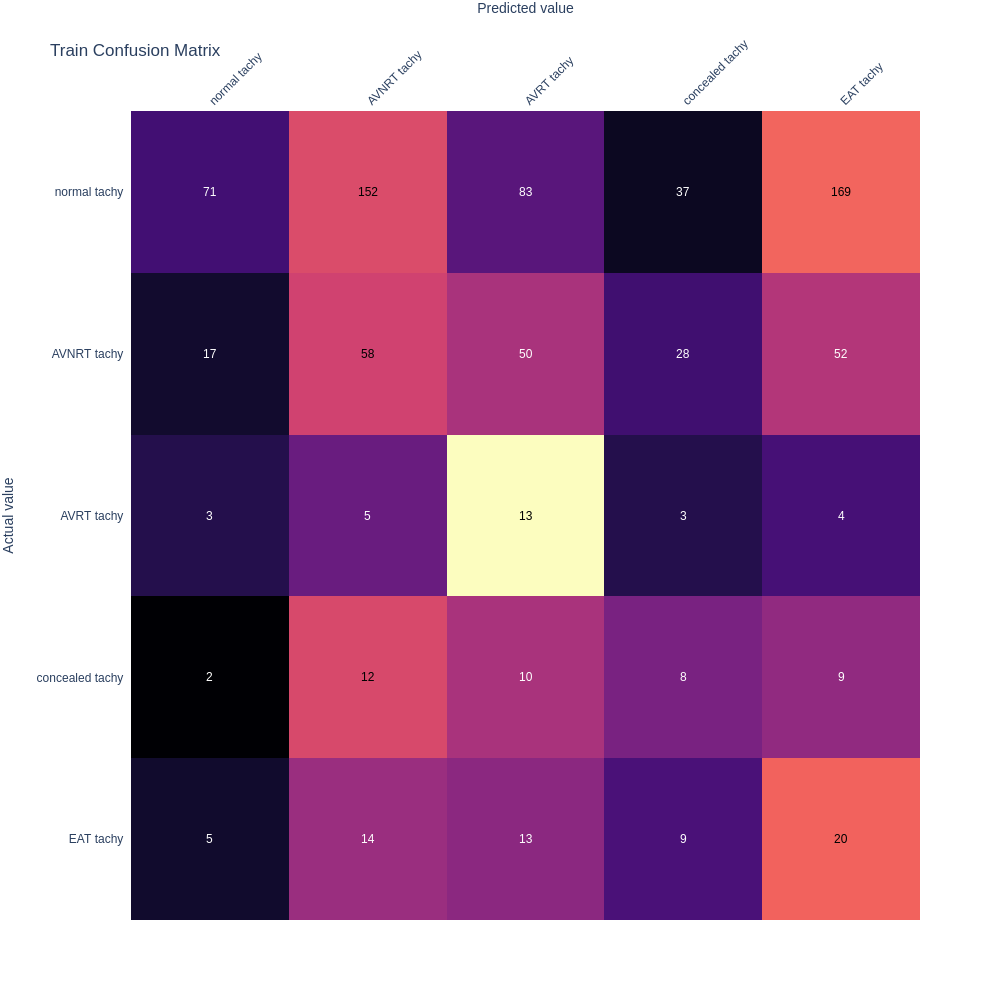 Predicted value
Train Confusion Matrix
normal tachy
AVNRT tachy
AVRT tachy
concealed tachy
EAT tachy
Actual value
normal tachy 71 152 83 37 169
AVNRT tachy 17 58 50 28 52
AVRT tachy 3 5 13 3 4
concealed tachy 2 12 10 8 9
EAT tachy 5 14 13 9 20